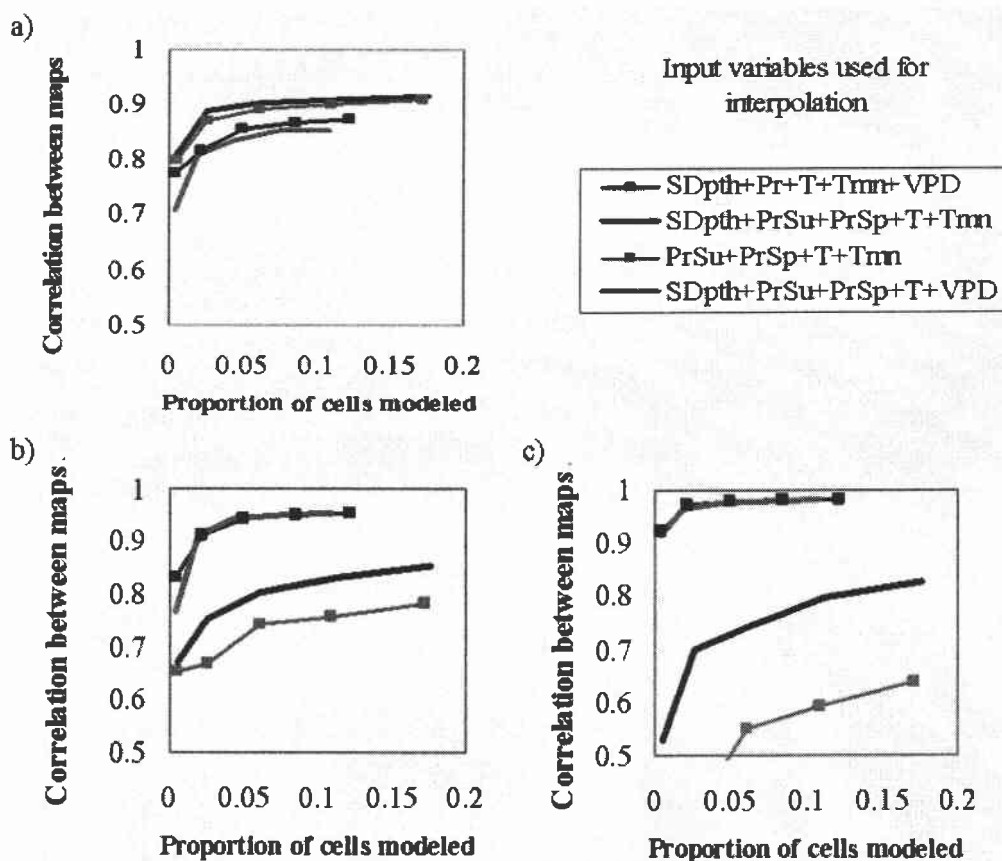 a)
Correlation between maps
1
0.9
0.8
0.7
0.6
0.5
0
0.05
0.1
0.15
0.2
Proportion of cells modeled
Input variables used for
interpolation
SDpth+Pr+T+Tmn+VPD
SDpth+PrSu+PrSp+T+Tmn
PrSu+PrSp+T+Tmn
SDpth+PrSu+PrSp+T+VPD
b)
Correlation between maps
1
0.9
0.8
0.7
0.6
0.5
0
0.05
0.1
0.15
0.2
Proportion of cells modeled
c)
Correlation between maps
1
0.9
0.8
0.7
0.6
0.5
0
0.05
0.1
0.15
0.2
Proportion of cells modeled